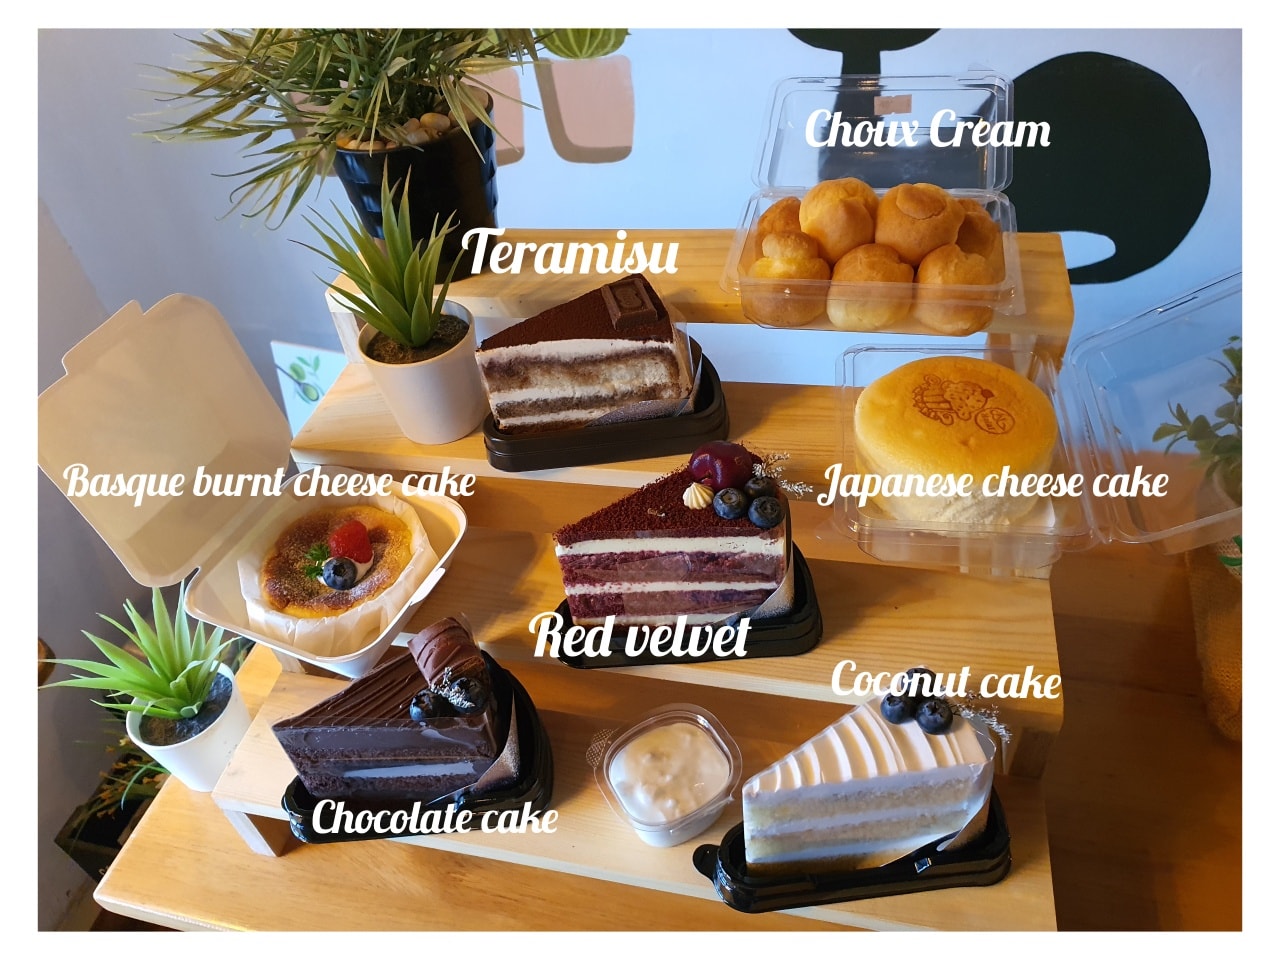 Choux Cream
Teramisu
Basque burnt cheese cake
Japanese cheese cake
Red velvet
Coconut cake
Chocolate cake